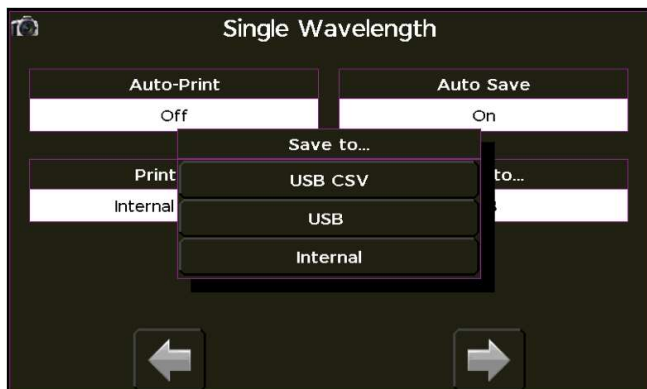 Single Wavelength
Auto-Print
Auto Save
Off
On
Save to...
Print
to...
USB CSV
Internal
USB
Internal